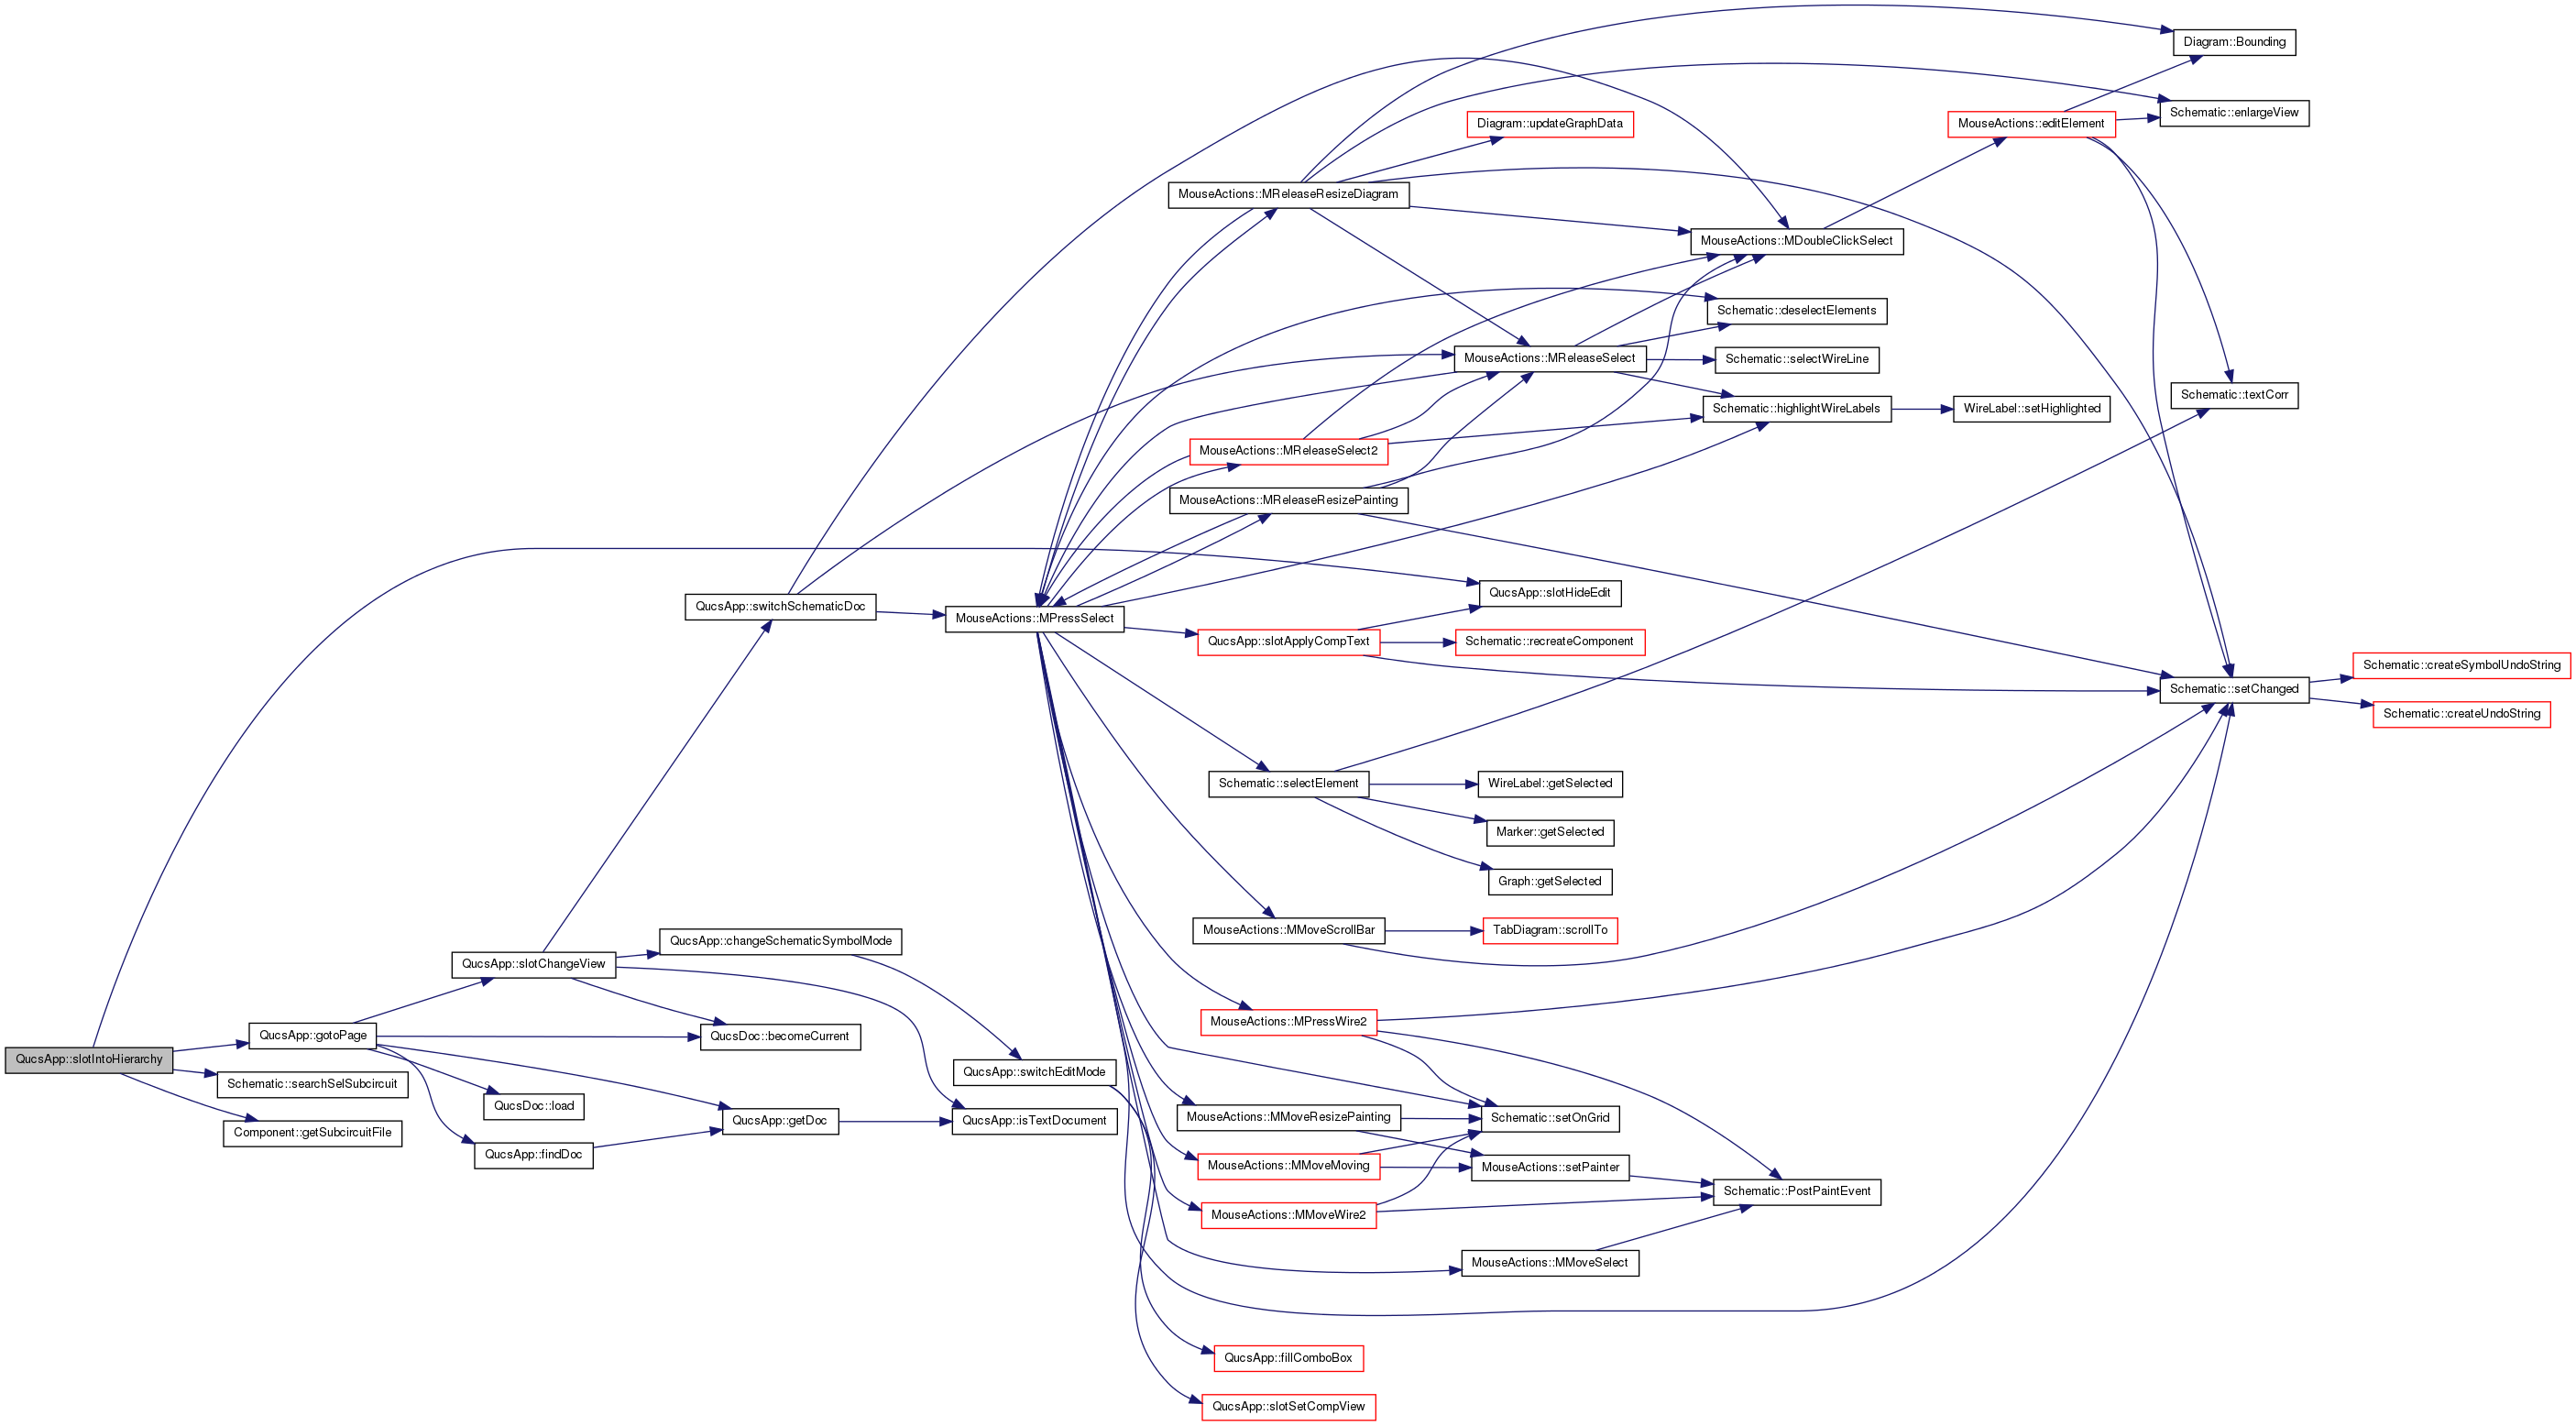 Diagram::Bounding
Schematic::enlargeView
Diagram::updateGraphData
MouseActions::editElement
MouseActions::MReleaseResizeDiagram
MouseActions::MDoubleClickSelect
Schematic::deselectElements
MouseActions::MReleaseSelect
Schematic::selectWireLine
Schematic::textCorr
Schematic::highlightWireLabels
WireLabel::setHighlighted
MouseActions::MReleaseSelect2
MouseActions::MReleaseResizePainting
QucsApp::slotHideEdit
QucsApp::switchSchematicDoc
MouseActions::MPressSelect
QucsApp::slotApplyCompText
Schematic::recreateComponent
Schematic::createSymbolUndoString
Schematic::setChanged
Schematic::createUndoString
Schematic::selectElement
WireLabel::getSelected
Marker::getSelected
Graph::getSelected
MouseActions::MMoveScrollBar
TabDiagram::scrollTo
QucsApp::changeSchematicSymbolMode
QucsApp::slotChangeView
MouseActions::MPressWire2
QucsApp::gotoPage
QucsDoc::becomeCurrent
QucsApp::slotIntoHierarchy
QucsApp::switchEditMode
Schematic::searchSelSubcircuit
QucsDoc::load
Component::getSubcircuitFile
QucsApp::getDoc
QucsApp::isTextDocument
QucsApp::findDoc
MouseActions::MMoveResizePainting
Schematic::setOnGrid
MouseActions::MMoveMoving
MouseActions::setPainter
Schematic::PostPaintEvent
MouseActions::MMoveWire2
MouseActions::MMoveSelect
QucsApp::fillComboBox
QucsApp::slotSetCompView